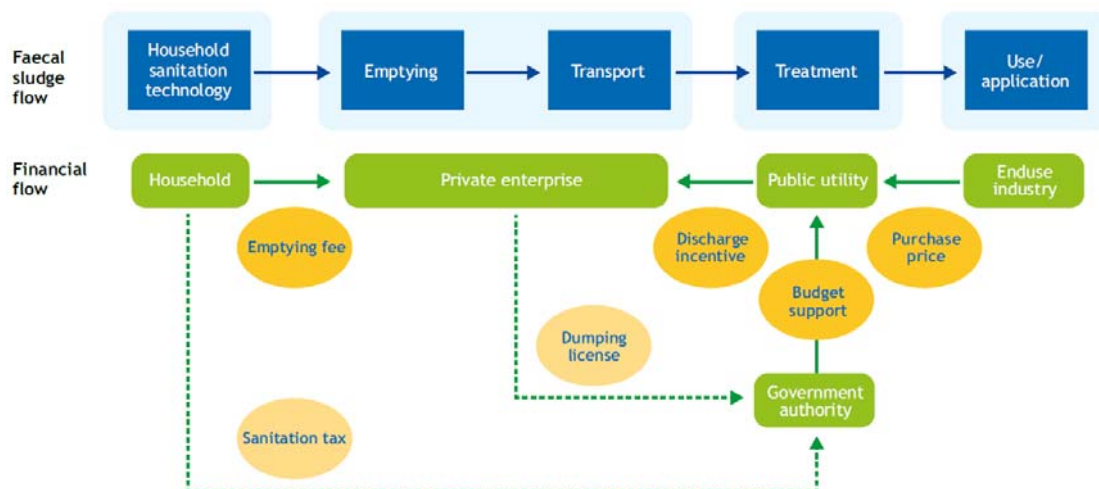 Faecal
sludge
flow
Household
sanitation
technology
Emptying
Transport
Treatment
Use/
application
Financial
flow
Household
Private enterprise
Public utility
Enduse
industry
Emptying fee
Discharge
incentive
Purchase
price
Budget
support
Dumping
license
Government
authority
Sanitation tax